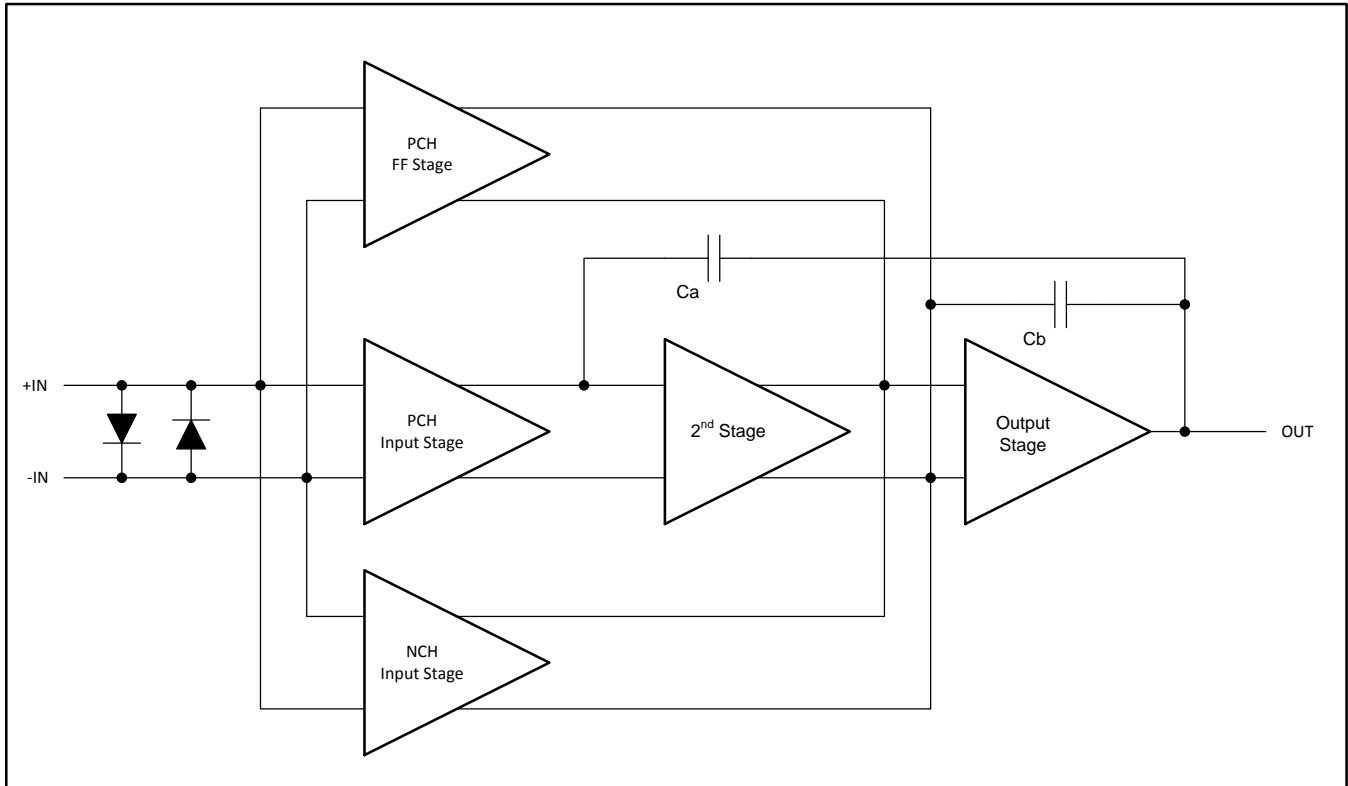 PCH
FF Stage
Ca
Cb
+IN
-IN
PCH
Input Stage
2nd Stage
Output
Stage
OUT
NCH
Input Stage